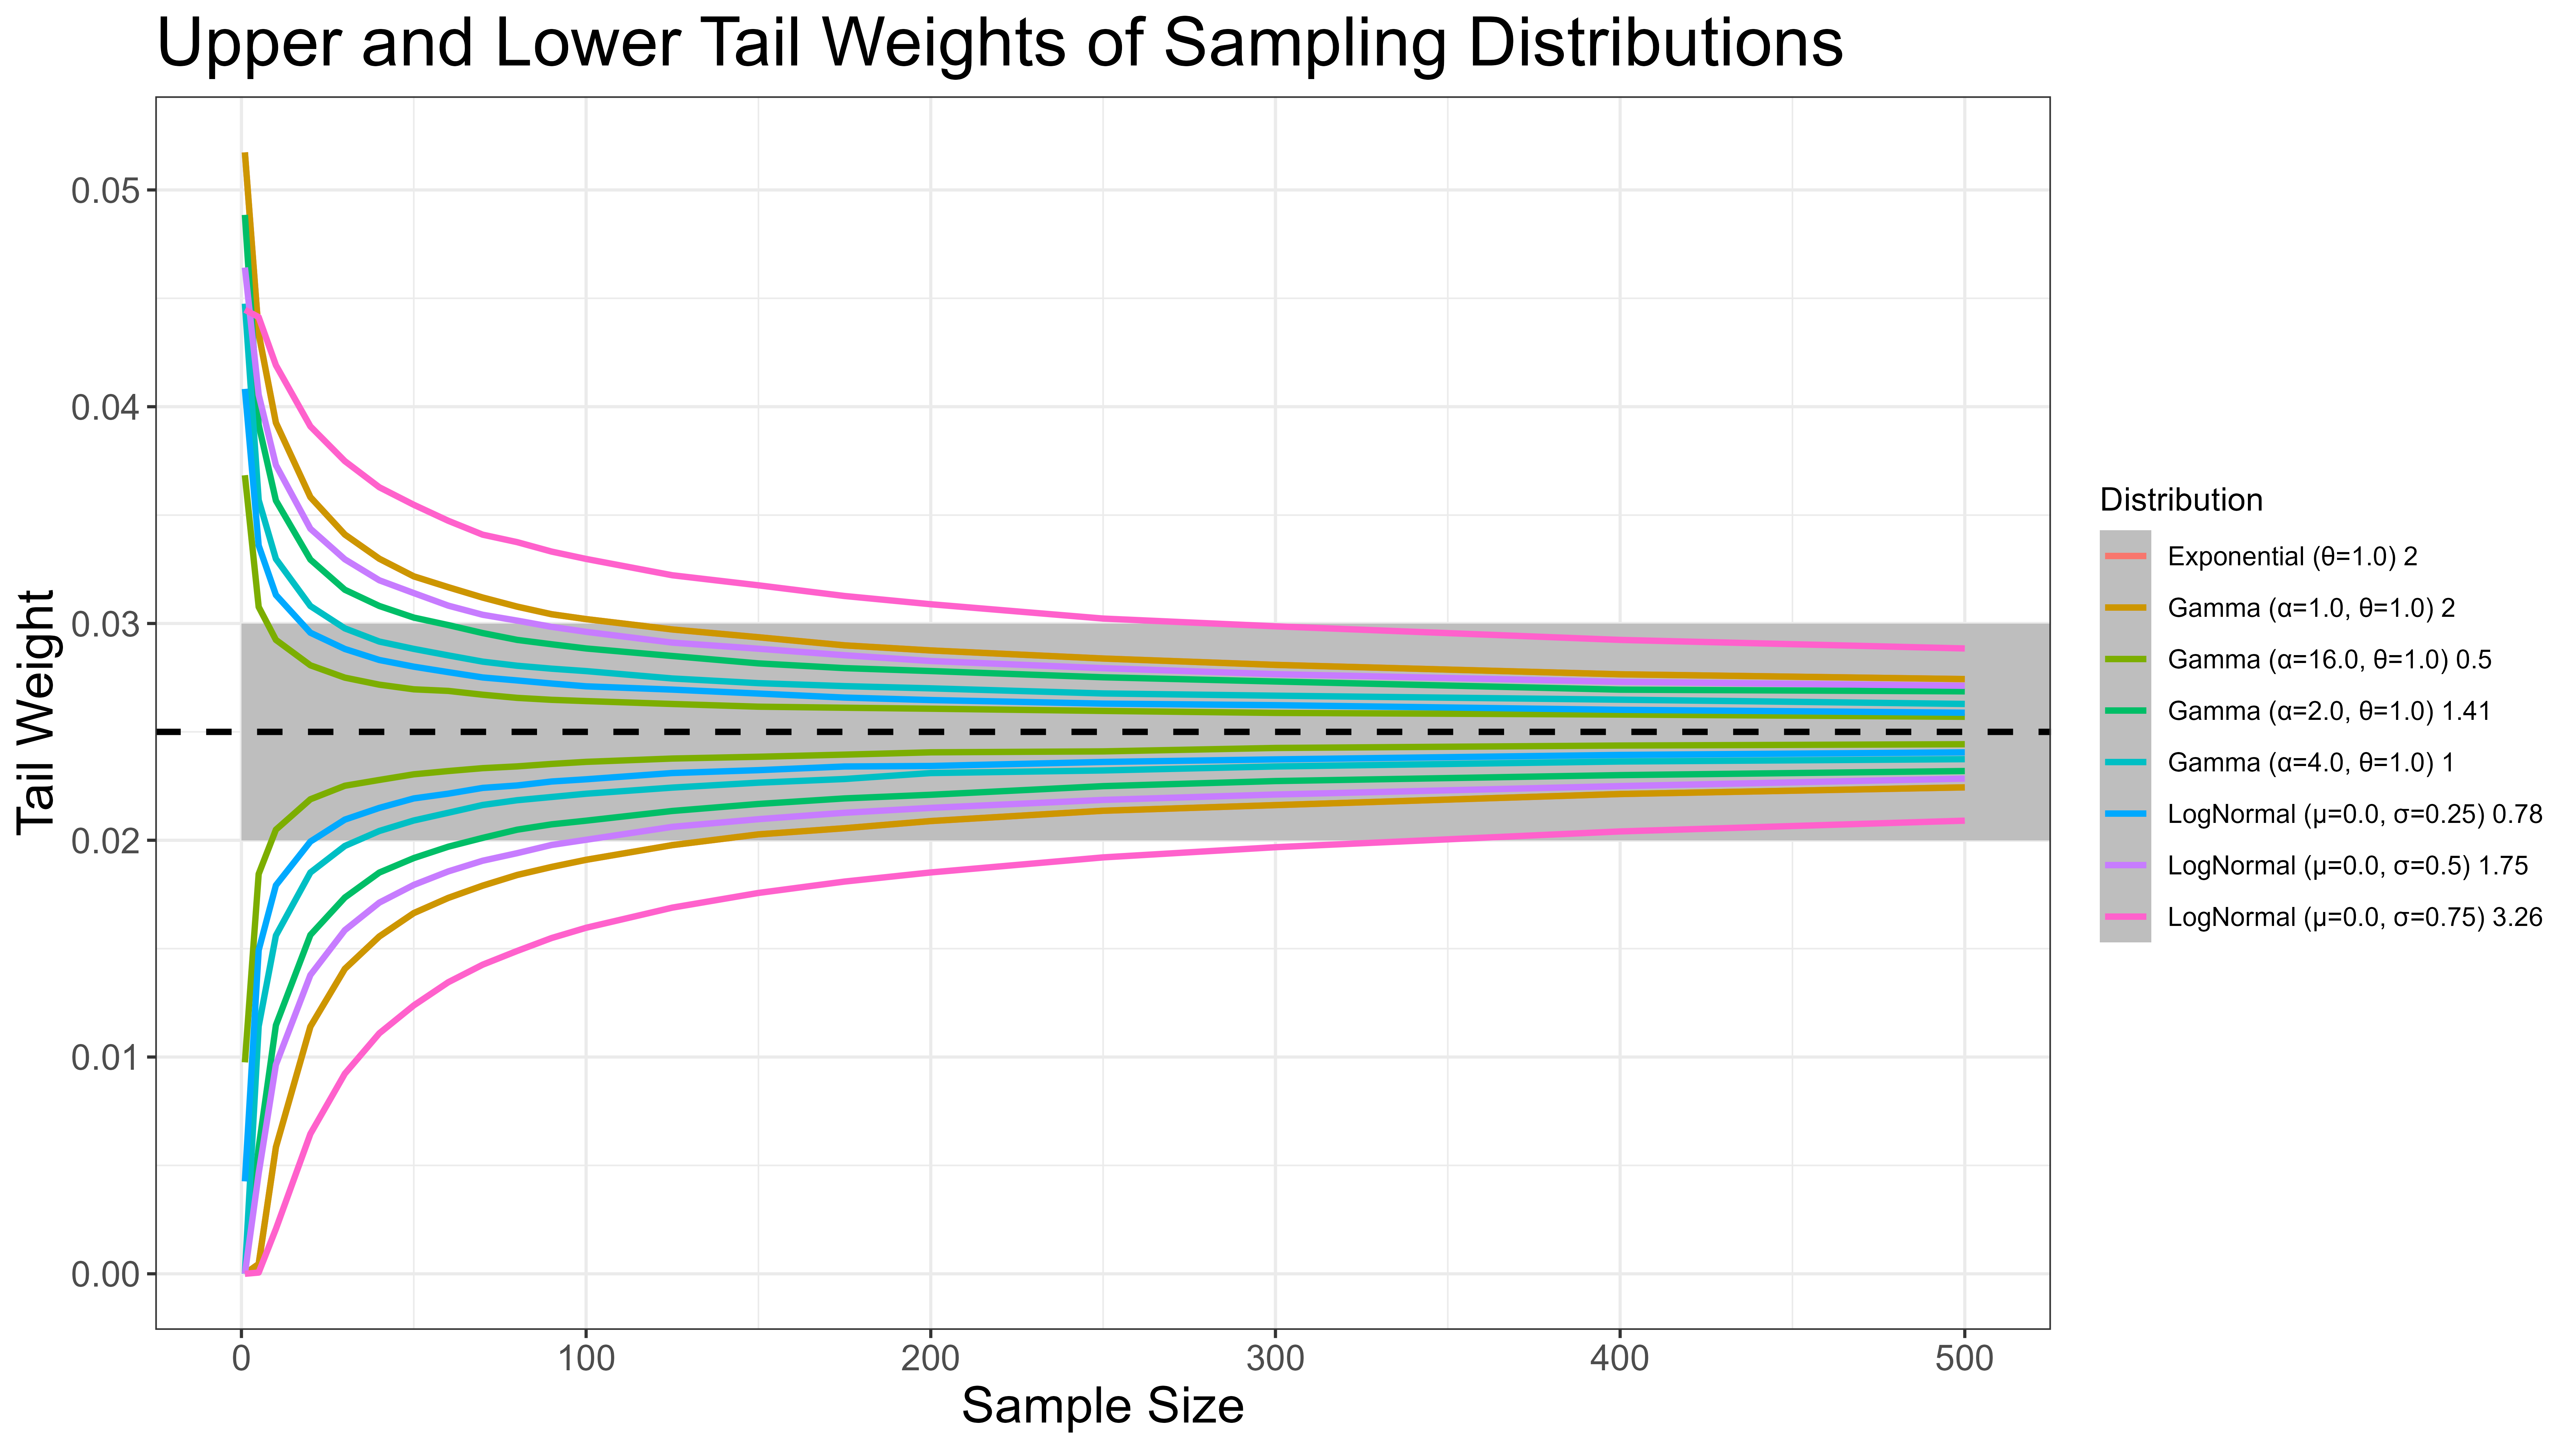 Upper and Lower Tail Weights of Sampling Distributions
Tail Weight
0.05
0.04
0.03
0.02
0.01
0.00
0 100 200 300 400 500
Sample Size
Distribution
Exponential (θ=1.0) 2
Gamma (α=1.0, θ=1.0) 2
Gamma (α=16.0, θ=1.0) 0.5
Gamma (α=2.0, θ=1.0) 1.41
Gamma (α=4.0, θ=1.0) 1
LogNormal (μ=0.0, σ=0.25) 0.78
LogNormal (μ=0.0, σ=0.5) 1.75
LogNormal (μ=0.0, σ=0.75) 3.26